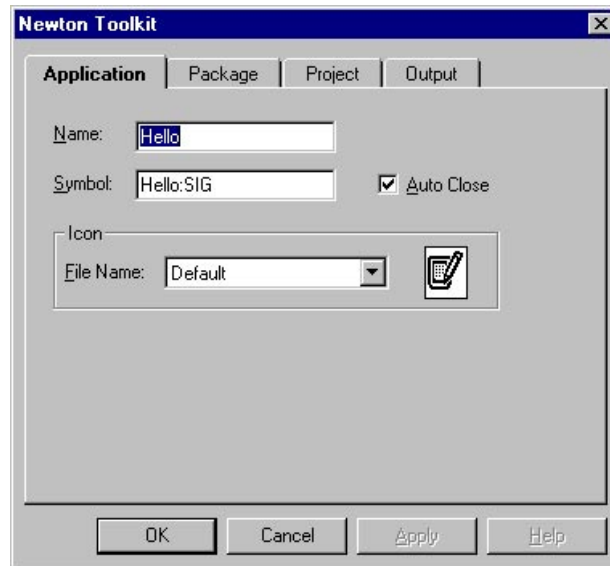 Newton Toolkit
Application Package Project Output
Name: Hello
Symbol: Hello:SIG Auto Close
Icon
File Name: Default
OK Cancel Apply Help